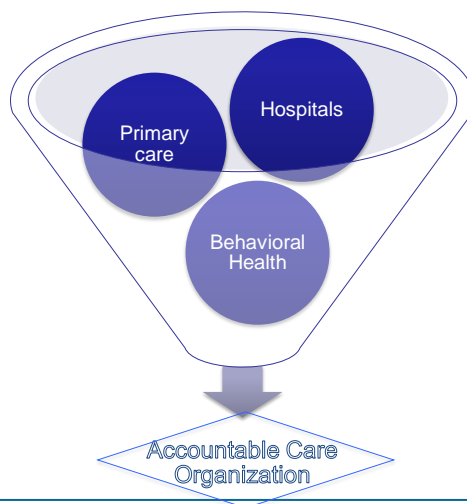 Hospitals
Primary
care
Behavioral
Health
Accountable Care
Organization